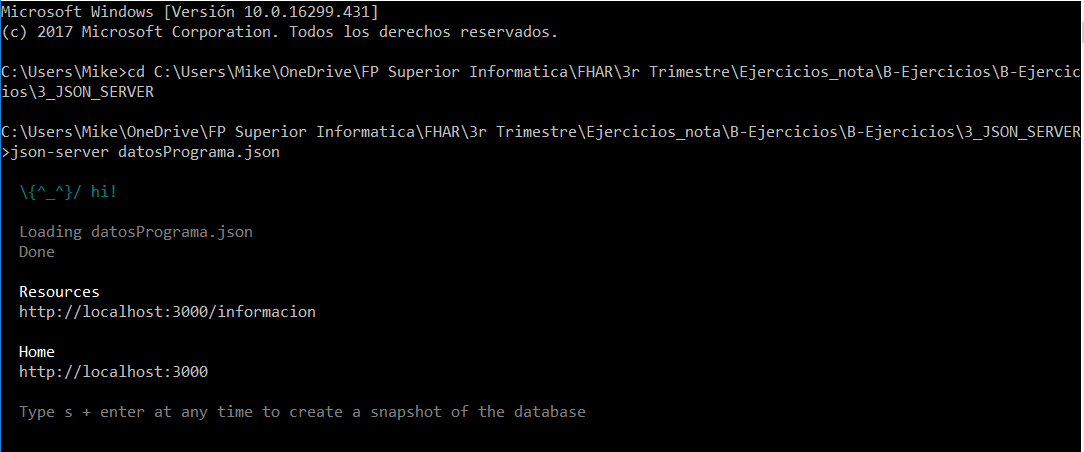 Microsoft Windows [Versión 10.0.16299.431]
(c) 2017 Microsoft Corporation. Todos los derechos reservados.
C:\Users\Mike>cd C:\Users\Mike\OneDrive\FP Superior Informatica\FHAR\3r Trimestre\Ejercicios_nota\B-Ejercicios\B-Ejercic
ios\3_JSON_SERVER
C:\Users\Mike\OneDrive\FP Superior Informatica\FHAR\3r Trimestre\Ejercicios_nota\B-Ejercicios\B-Ejercicios\3_JSON_SERVER
>json-server datosPrograma.json
\{^_^}/ hi!
Loading datosPrograma.json
Done
Resources
http://localhost:3000/informacion
Home
http://localhost:3000
Type s + enter at any time to create a snapshot of the database